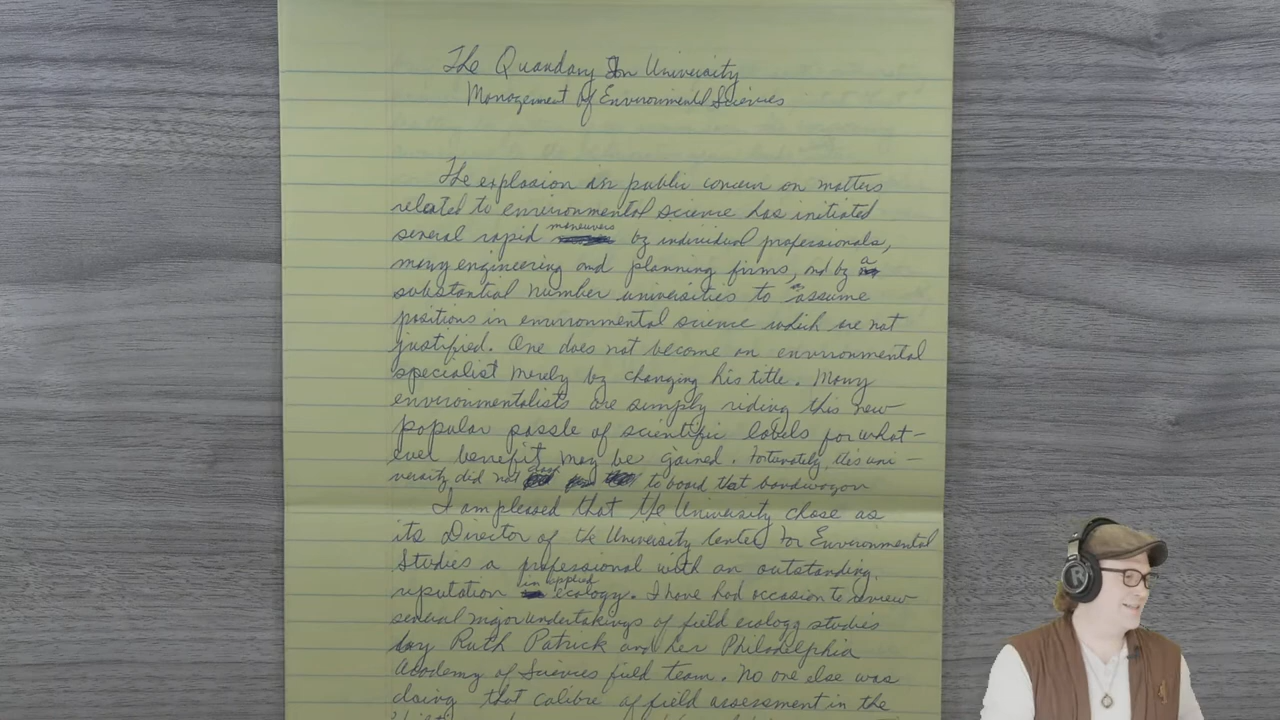 The Quandary In University
Management of Environmental Sciences
The explosion in public concern on matters
related to environmental science has initiated
several rapid maneuvers by individual professionals,
many engineering and planning firms, and by a
substantial number universities to assume
positions in environmental science which are not
justified. One does not become an environmental
specialist merely by changing his title. Many
environmentalists are simply riding this new
popular passle of scientific labels for what-
ever benefit may be gained. Fortunately this uni-
versity did not to board that bandwagon
I am pleased that the University chose as
its Director of the University Center for Environmental
Studies a professional with an outstanding
reputation in applied ecology. I have had occasion to review
several major undertakings of field ecology studies
by Ruth Patrick and her Philadelphia
Academy of Sciences field team. No one else was
doing that calibre of field assessment in the